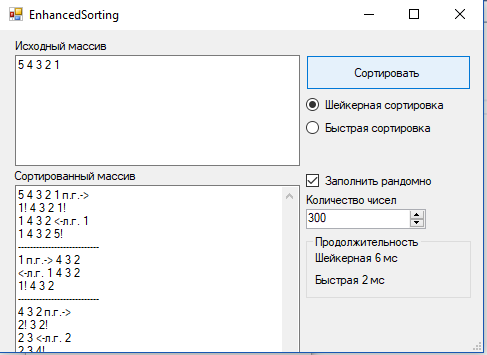 EnhancedSorting
Исходный массив
5 4 3 2 1
Сортировать
Шейкерная сортировка
Быстрая сортировка
Сортированный массив
5 4 3 2 1 п.г.->
1! 4 3 2 1!
1 4 3 2 <-л.г. 1
1 4 3 2 5!
---------------------------
1 п.г.-> 4 3 2
<-л.г. 1 4 3 2
1! 4 3 2
---------------------------
4 3 2 п.г.->
2! 3 2!
2 3 <-л.г. 2
2 3 4!
Заполнить рандомно
Количество чисел
300
Продолжительность
Шейкерная 6 мс
Быстрая 2 мс